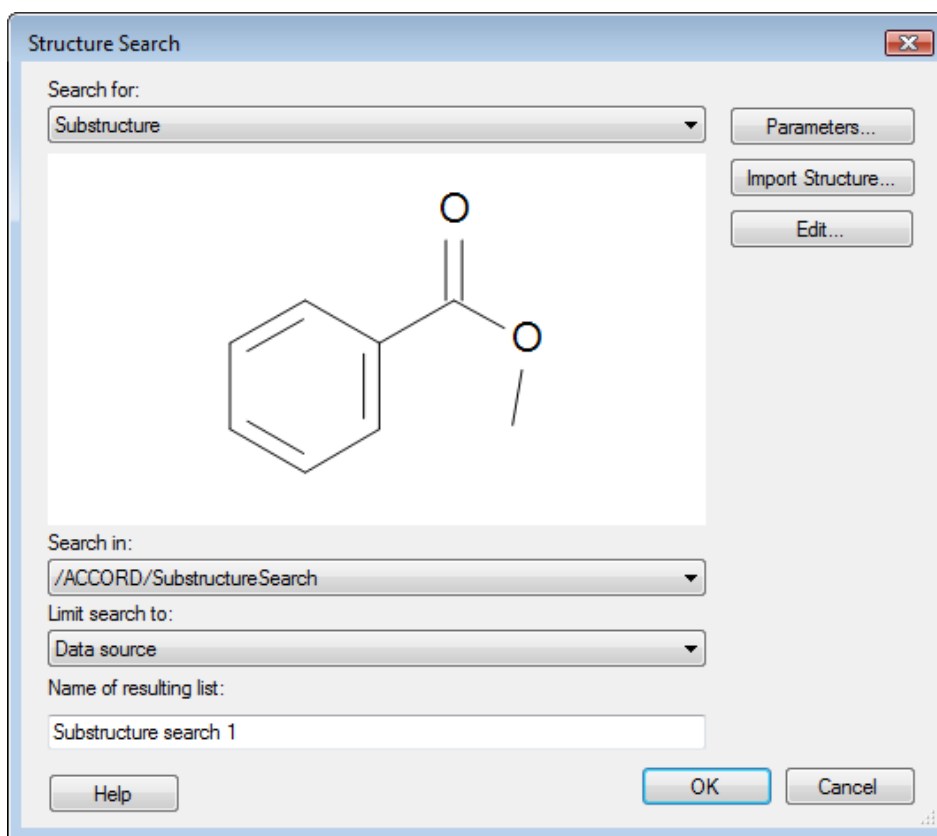 Structure Search
Search for:
Substructure
Parameters...
Import Structure...
Edit...
O
O
Search in:
/ACCORD/SubstructureSearch
Limit search to:
Data source
Name of resulting list:
Substructure search 1
Help
OK
Cancel